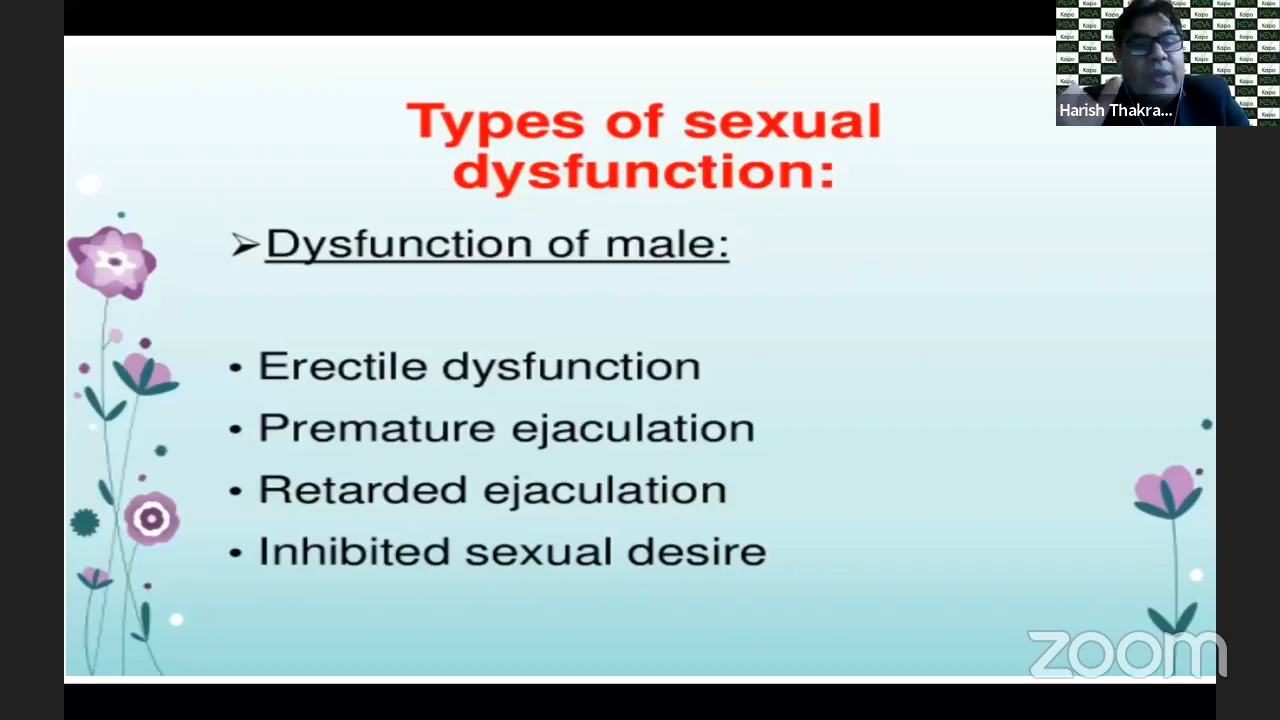 Types of sexual
dysfunction:
➢Dysfunction of male:
• Erectile dysfunction
• Premature ejaculation
• Retarded ejaculation
• Inhibited sexual desire
Harish Thakra...
zoom